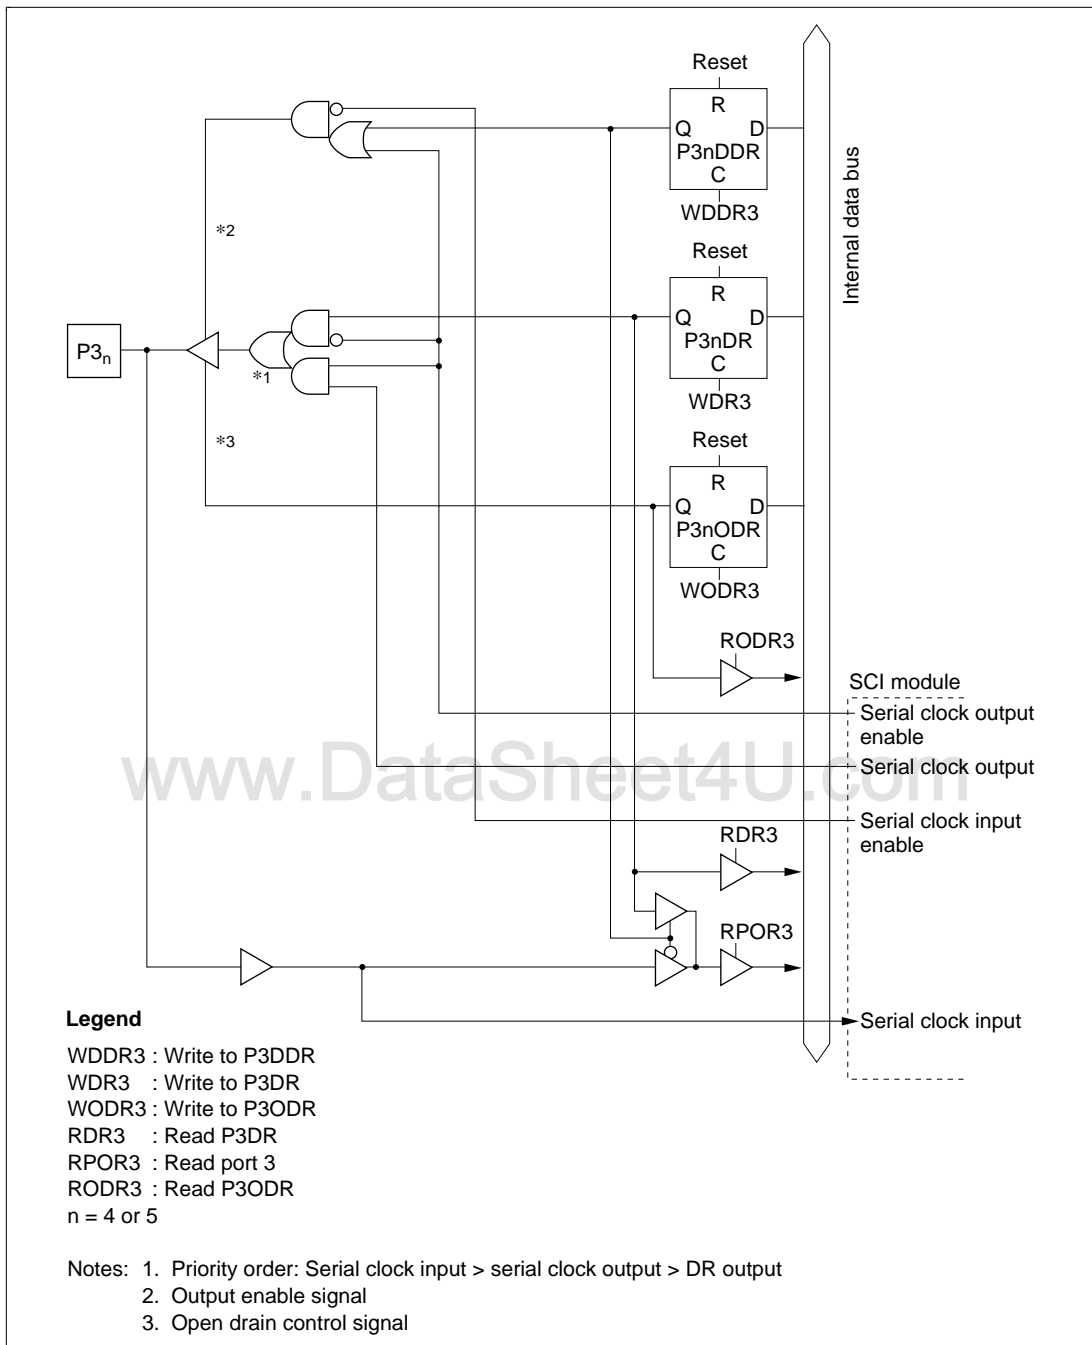 Reset
R
Q D
P3nDDR
C
WDDR3
Internal data bus
*2
Reset
R
Q D
P3nDR
C
WDR3
P3n
*1
*3
Reset
R
Q D
P3nODR
C
WODR3
RODR3
SCI module
Serial clock output
enable
www.DataSheet4U.com
Serial clock output
Serial clock input
enable
RDR3
RPOR3
Serial clock input
Legend
WDDR3 : Write to P3DDR
WDR3 : Write to P3DR
WODR3 : Write to P3ODR
RDR3 : Read P3DR
RPOR3 : Read port 3
RODR3 : Read P3ODR
n = 4 or 5
Notes: 1. Priority order: Serial clock input > serial clock output > DR output
2. Output enable signal
3. Open drain control signal